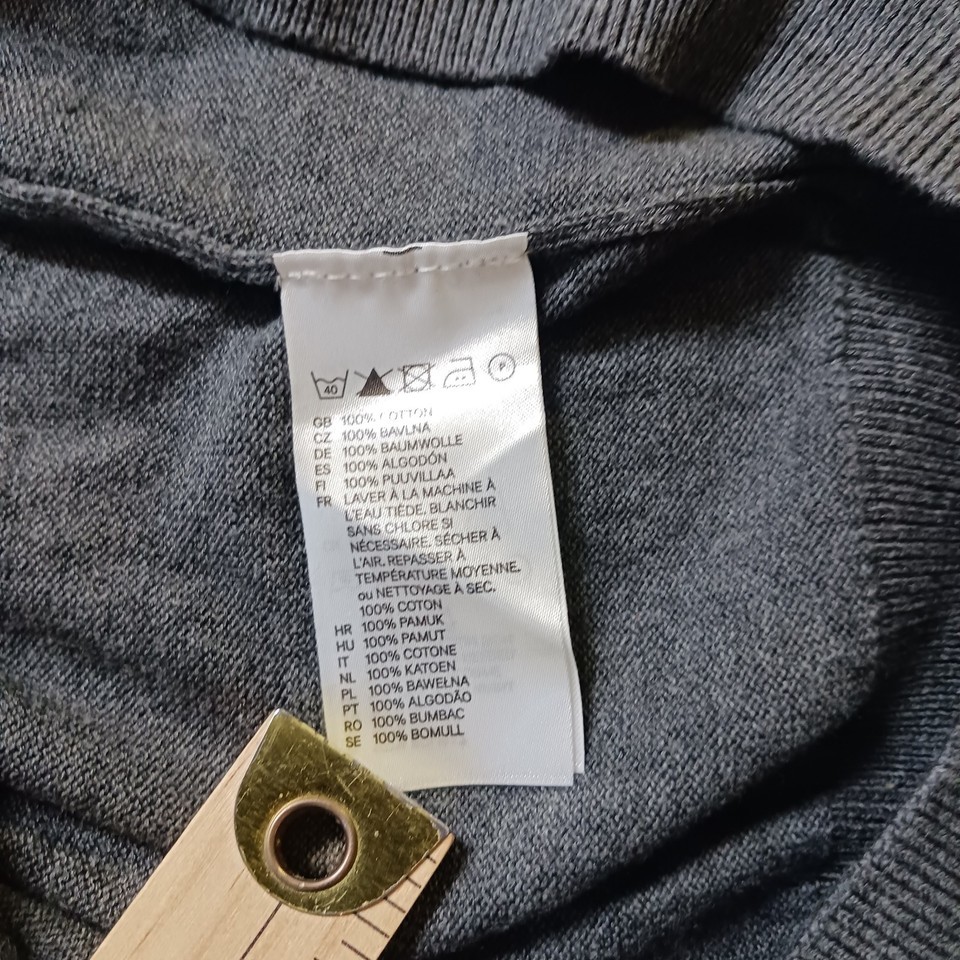 40
P
GB 100% COTTON
CZ 100% BAVLNA
DE 100% BAUMWOLLE
ES 100% ALGODÓN
FI 100% PUUVILLAA
FR LAVER À LA MACHINE À
L'EAU TIÈDE, BLANCHIR
SANS CHLORE SI
NÉCESSAIRE. SÉCHER À
L'AIR. REPASSER À
TEMPÉRATURE MOYENNE.
ou NETTOYAGE À SEC.
100% COTON
HR 100% PAMUK
HU 100% PAMUT
IT 100% COTONE
NL 100% KATOEN
PL 100% BAWEŁNA
PT 100% ALGODÃO
RO 100% BUMBAC
SE 100% BOMULL